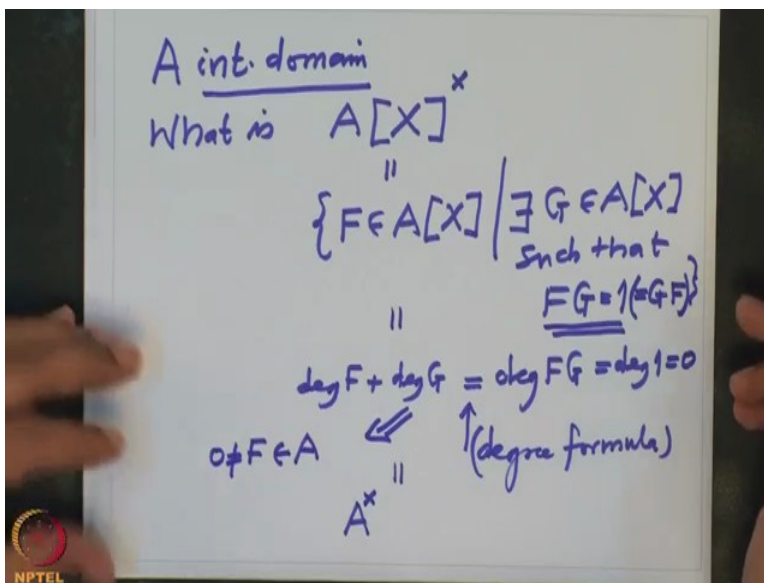 A int. domain
What is A[X]^×
=
{F∈A[X] | ∃ G∈A[X]
such that
FG=1(=GF)}
=
deg F + deg G = deg FG = deg 1 = 0
0≠F∈A ⇐ ↑(degree formula)
=
A^×
NPTEL